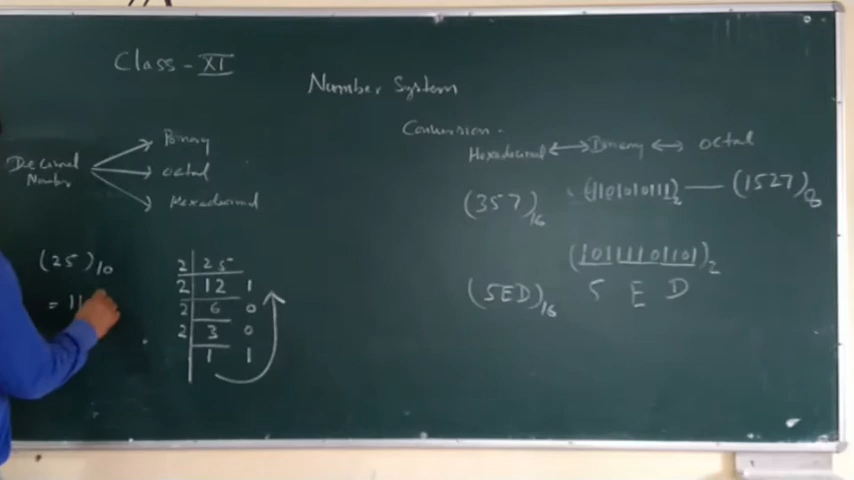 Class - XI
Number System
Conversion -
Hexadecimal Binary octal
Decimal Number
Binary
octal
Hexadecimal
(357)16 (1101010111)2 — (1527)8
(25)10
= 11
2 25
2 12 1
2 6 0
2 3 0
1 1
(10111101101)2
(5ED)16 5 E D